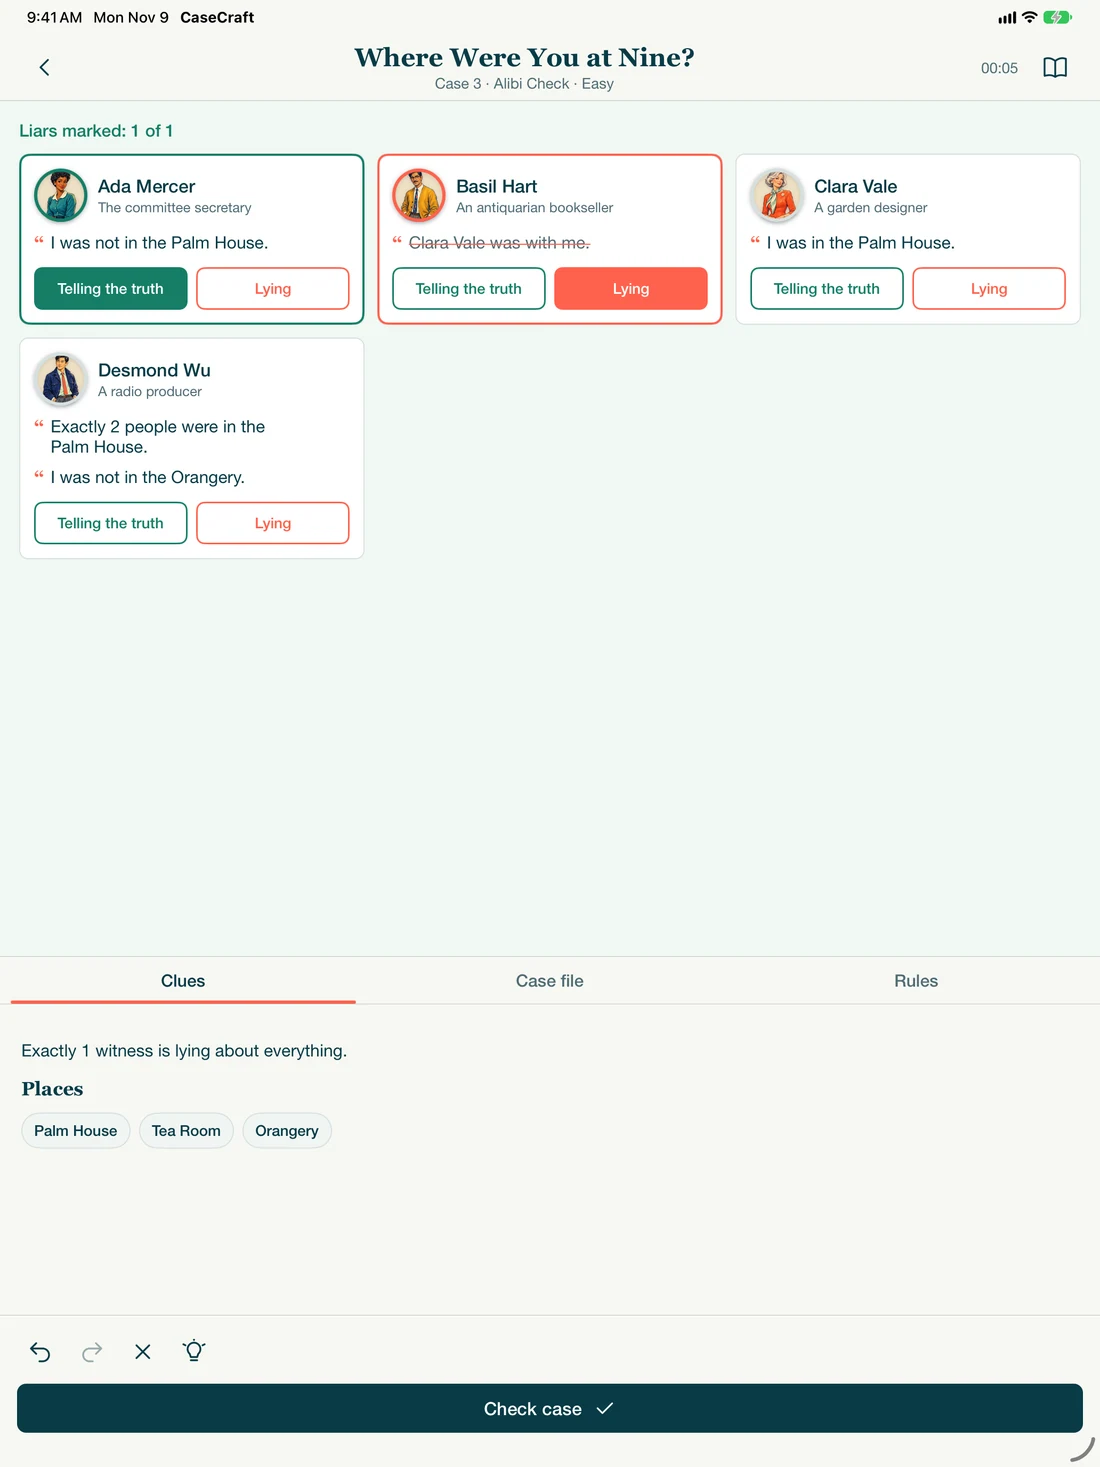 9:41 AM Mon Nov 9 CaseCraft
Where Were You at Nine?
Case 3 · Alibi Check · Easy
00:05
Liars marked: 1 of 1
Ada Mercer
The committee secretary
“ I was not in the Palm House.
Telling the truth
Lying
Basil Hart
An antiquarian bookseller
“ Clara Vale was with me.
Telling the truth
Lying
Clara Vale
A garden designer
“ I was in the Palm House.
Telling the truth
Lying
Desmond Wu
A radio producer
“ Exactly 2 people were in the
Palm House.
“ I was not in the Orangery.
Telling the truth
Lying
Clues
Case file
Rules
Exactly 1 witness is lying about everything.
Places
Palm House
Tea Room
Orangery
Check case